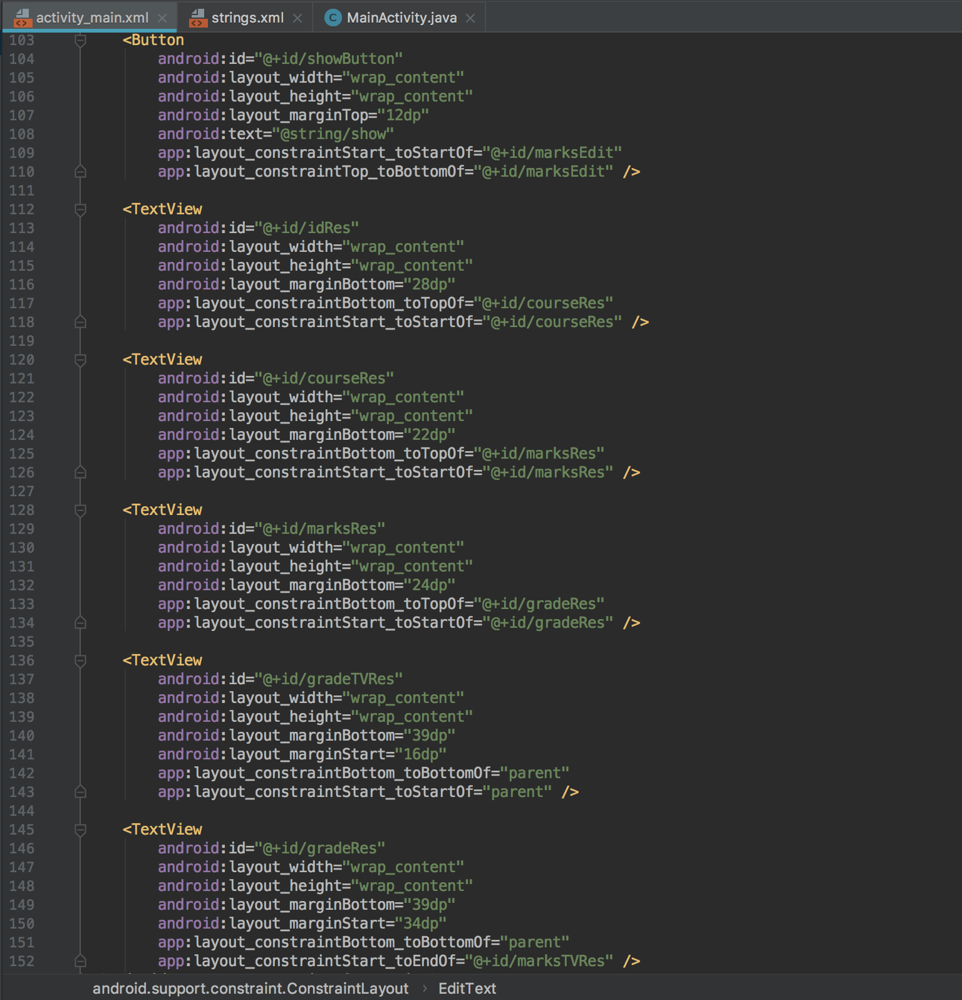 activity_main.xml strings.xml MainActivity.java
103 <Button
104 android:id="@+id/showButton"
105 android:layout_width="wrap_content"
106 android:layout_height="wrap_content"
107 android:layout_marginTop="12dp"
108 android:text="@string/show"
109 app:layout_constraintStart_toStartOf="@+id/marksEdit"
110 app:layout_constraintTop_toBottomOf="@+id/marksEdit" />
111
112 <TextView
113 android:id="@+id/idRes"
114 android:layout_width="wrap_content"
115 android:layout_height="wrap_content"
116 android:layout_marginBottom="28dp"
117 app:layout_constraintBottom_toTopOf="@+id/courseRes"
118 app:layout_constraintStart_toStartOf="@+id/courseRes" />
119
120 <TextView
121 android:id="@+id/courseRes"
122 android:layout_width="wrap_content"
123 android:layout_height="wrap_content"
124 android:layout_marginBottom="22dp"
125 app:layout_constraintBottom_toTopOf="@+id/marksRes"
126 app:layout_constraintStart_toStartOf="@+id/marksRes" />
127
128 <TextView
129 android:id="@+id/marksRes"
130 android:layout_width="wrap_content"
131 android:layout_height="wrap_content"
132 android:layout_marginBottom="24dp"
133 app:layout_constraintBottom_toTopOf="@+id/gradeRes"
134 app:layout_constraintStart_toStartOf="@+id/gradeRes" />
135
136 <TextView
137 android:id="@+id/gradeTVRes"
138 android:layout_width="wrap_content"
139 android:layout_height="wrap_content"
140 android:layout_marginBottom="39dp"
141 android:layout_marginStart="16dp"
142 app:layout_constraintBottom_toBottomOf="parent"
143 app:layout_constraintStart_toStartOf="parent" />
144
145 <TextView
146 android:id="@+id/gradeRes"
147 android:layout_width="wrap_content"
148 android:layout_height="wrap_content"
149 android:layout_marginBottom="39dp"
150 android:layout_marginStart="34dp"
151 app:layout_constraintBottom_toBottomOf="parent"
152 app:layout_constraintStart_toEndOf="@+id/marksTVRes" />
android.support.constraint.ConstraintLayout › EditText